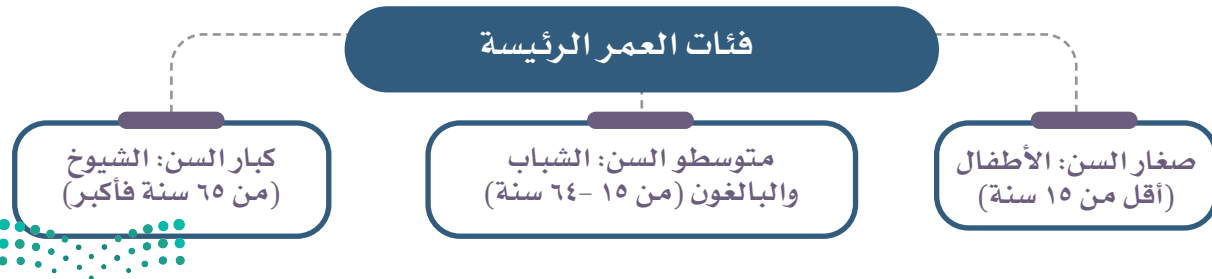 فئات العمر الرئيسة
صغار السن: الأطفال
(أقل من ١٥ سنة)
متوسطو السن: الشباب
والبالغون (من ١٥ -٦٤ سنة)
كبار السن: الشيوخ
(من ٦٥ سنة فأكبر)